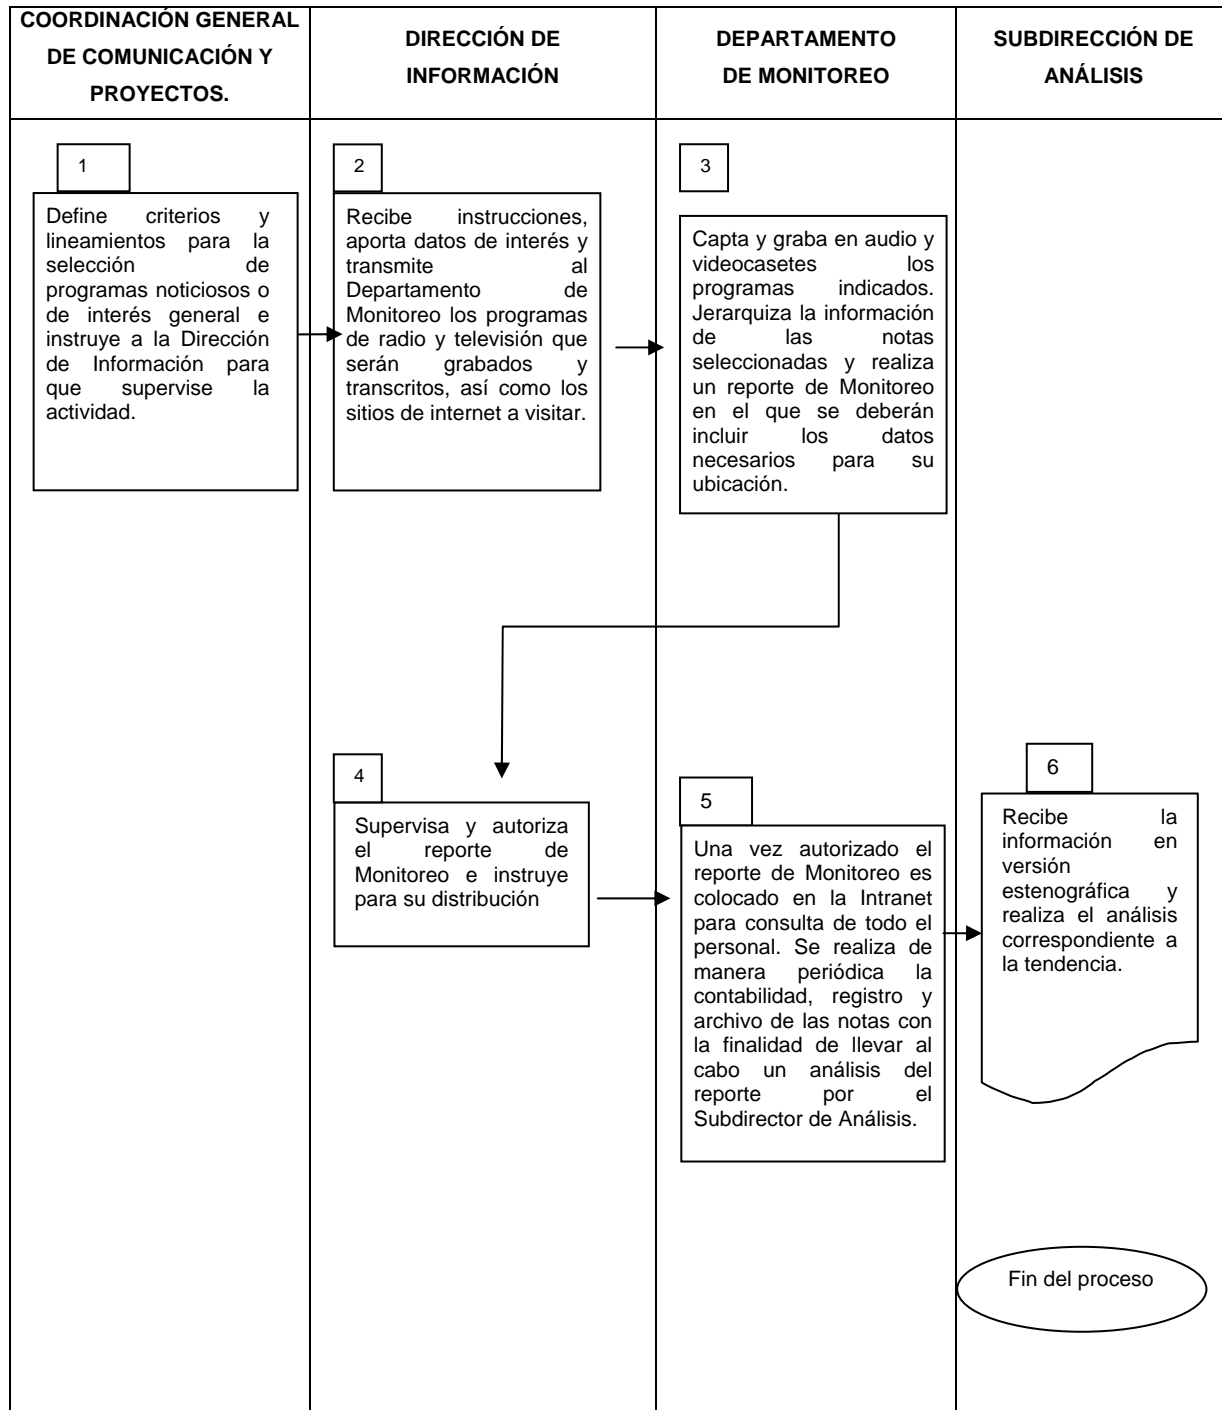 COORDINACIÓN GENERAL
DE COMUNICACIÓN Y
PROYECTOS.
DIRECCIÓN DE
INFORMACIÓN
DEPARTAMENTO
DE MONITOREO
SUBDIRECCIÓN DE
ANÁLISIS
1
Define criterios y
lineamientos para la
selección de
programas noticiosos o
de interés general e
instruye a la Dirección
de Información para
que supervise la
actividad.
2
Recibe instrucciones,
aporta datos de interés y
transmite al
Departamento de
Monitoreo los programas
de radio y televisión que
serán grabados y
transcritos, así como los
sitios de internet a visitar.
3
Capta y graba en audio y
videocasetes los
programas indicados.
Jerarquiza la información
de las notas
seleccionadas y realiza
un reporte de Monitoreo
en el que se deberán
incluir los datos
necesarios para su
ubicación.
4
Supervisa y autoriza
el reporte de
Monitoreo e instruye
para su distribución
5
Una vez autorizado el
reporte de Monitoreo es
colocado en la Intranet
para consulta de todo el
personal. Se realiza de
manera periódica la
contabilidad, registro y
archivo de las notas con
la finalidad de llevar al
cabo un análisis del
reporte por el
Subdirector de Análisis.
6
Recibe la
información en
versión
estenográfica y
realiza el análisis
correspondiente a
la tendencia.
Fin del proceso